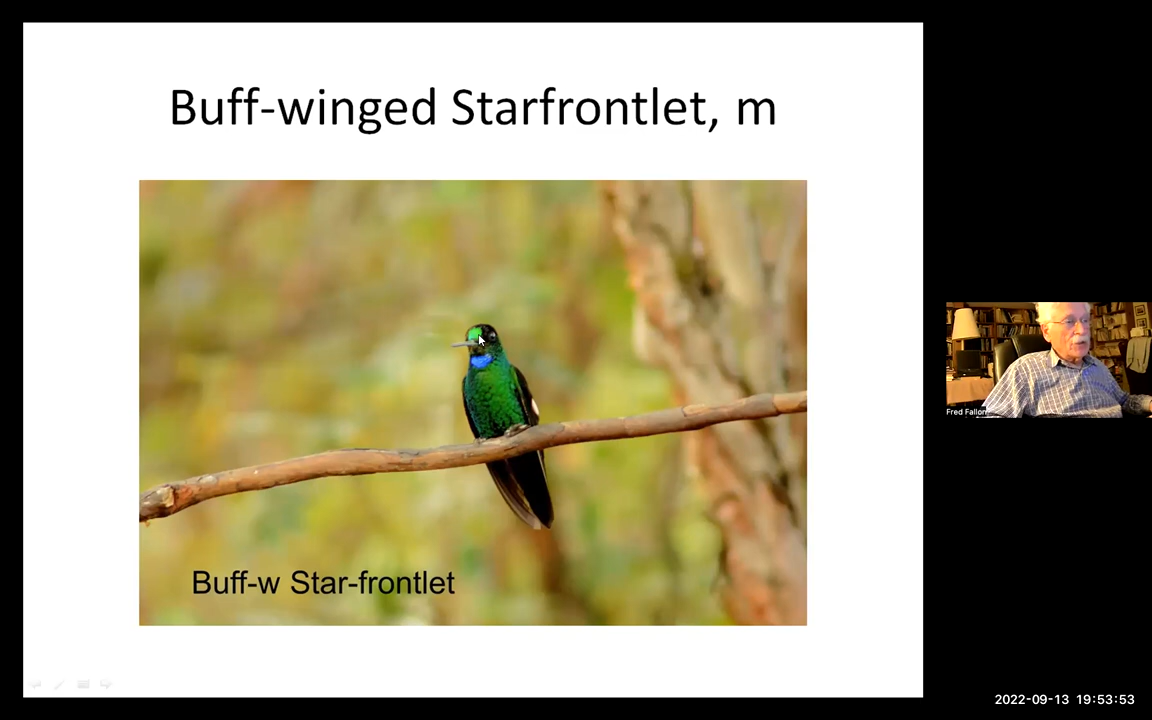 Buff-winged Starfrontlet, m
Buff-w Star-frontlet
Fred Fallon
2022-09-13 19:53:53